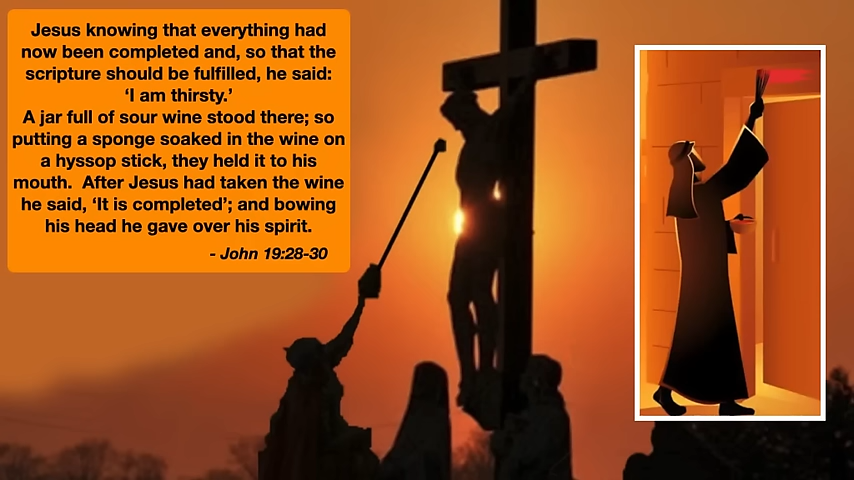 Jesus knowing that everything had
now been completed and, so that the
scripture should be fulfilled, he said:
‘I am thirsty.’
A jar full of sour wine stood there; so
putting a sponge soaked in the wine on
a hyssop stick, they held it to his
mouth.  After Jesus had taken the wine
he said, ‘It is completed’; and bowing
his head he gave over his spirit.
- John 19:28-30